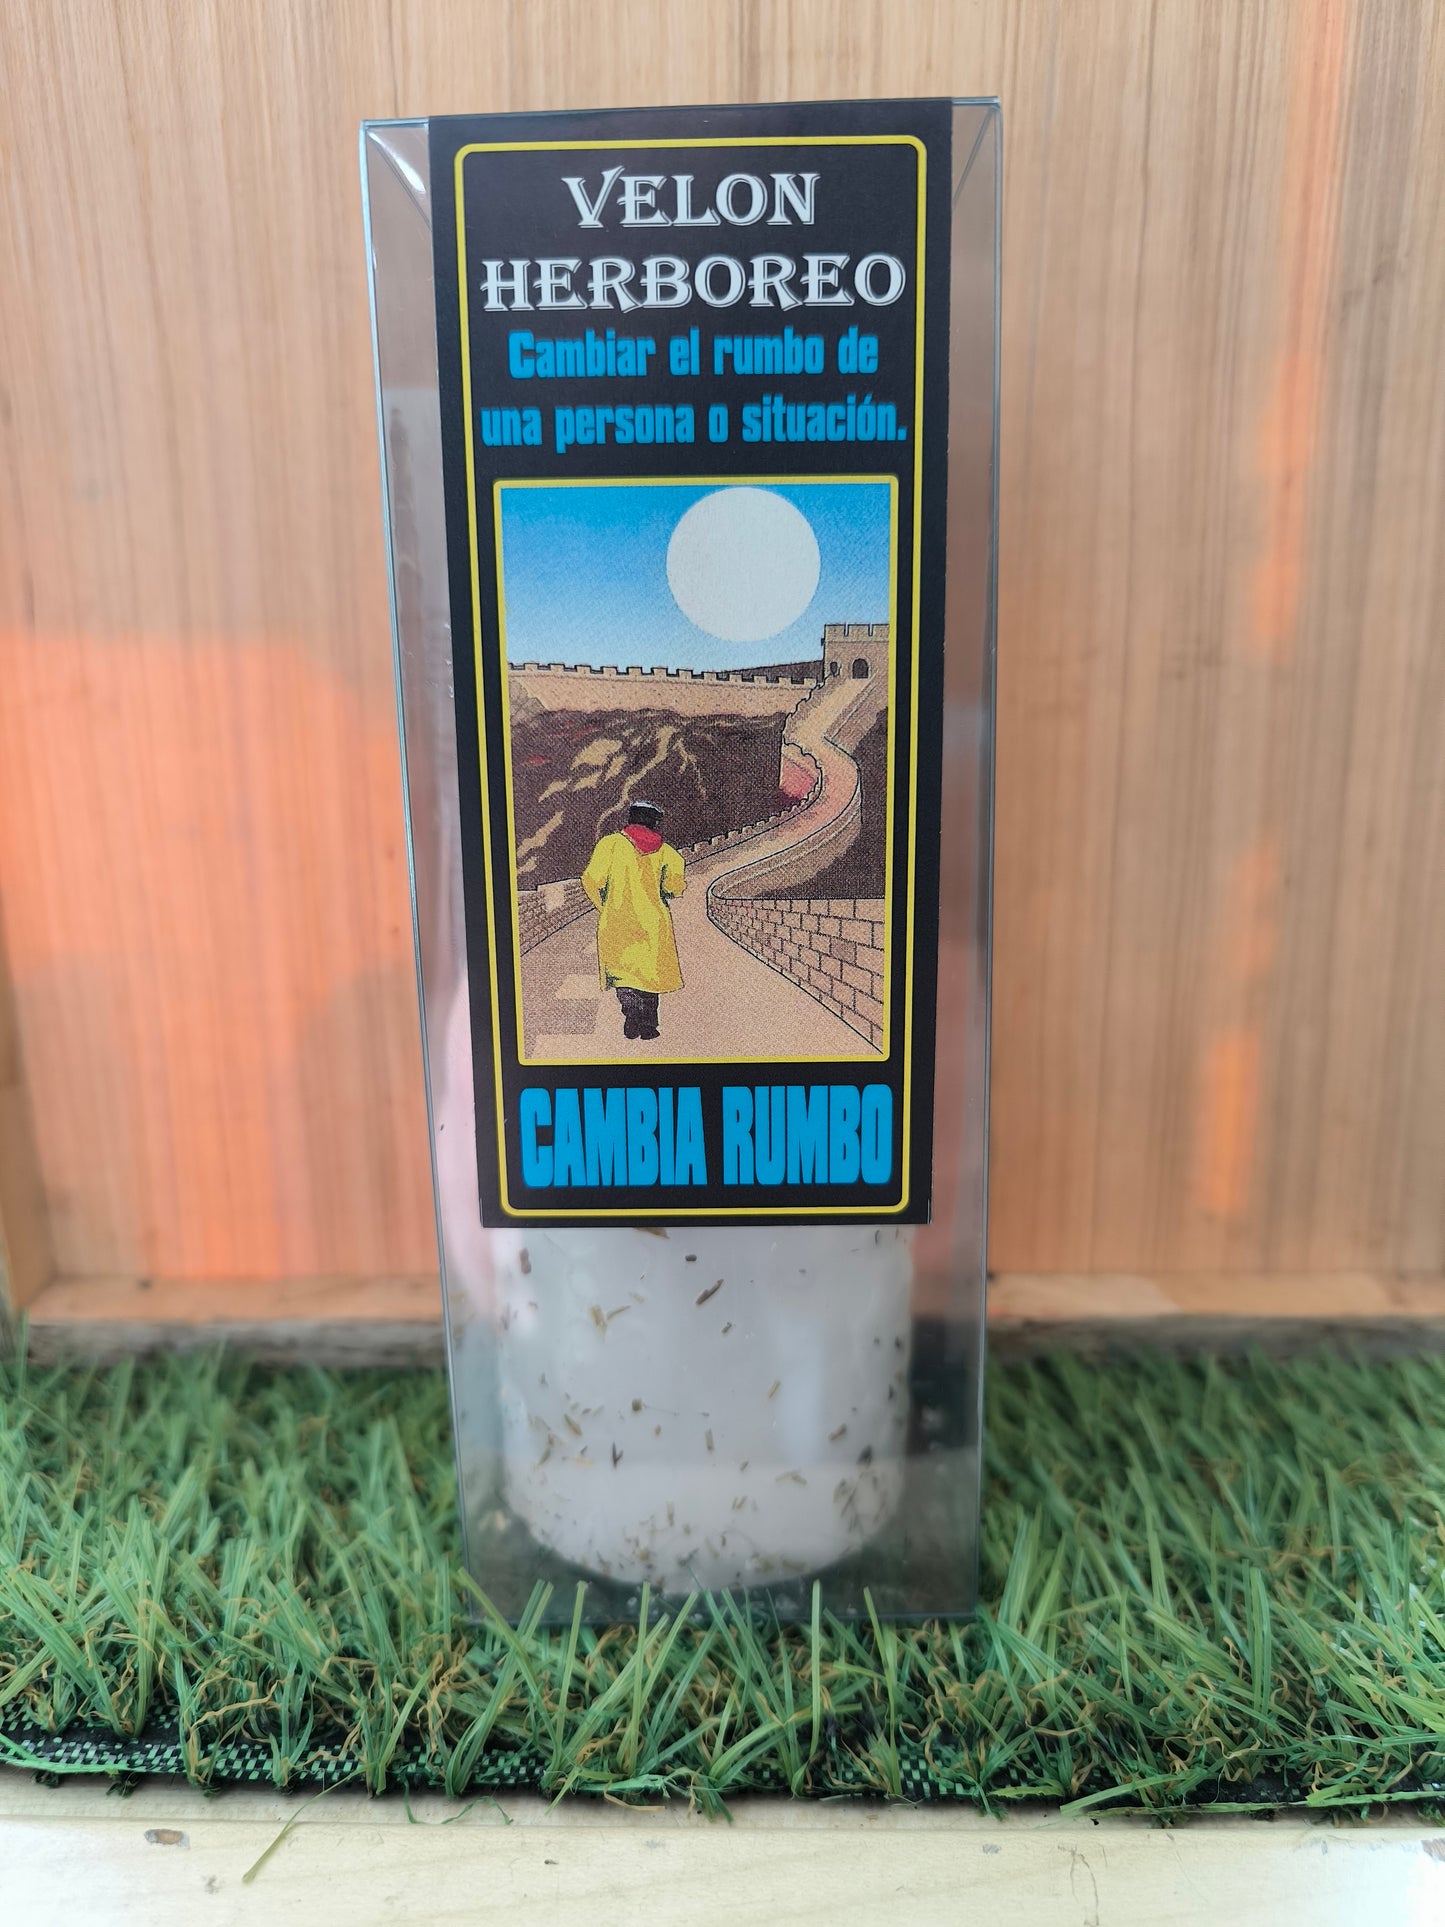 VELON
HERBOREO
Cambiar el rumbo de
una persona o situación.
CAMBIA RUMBO